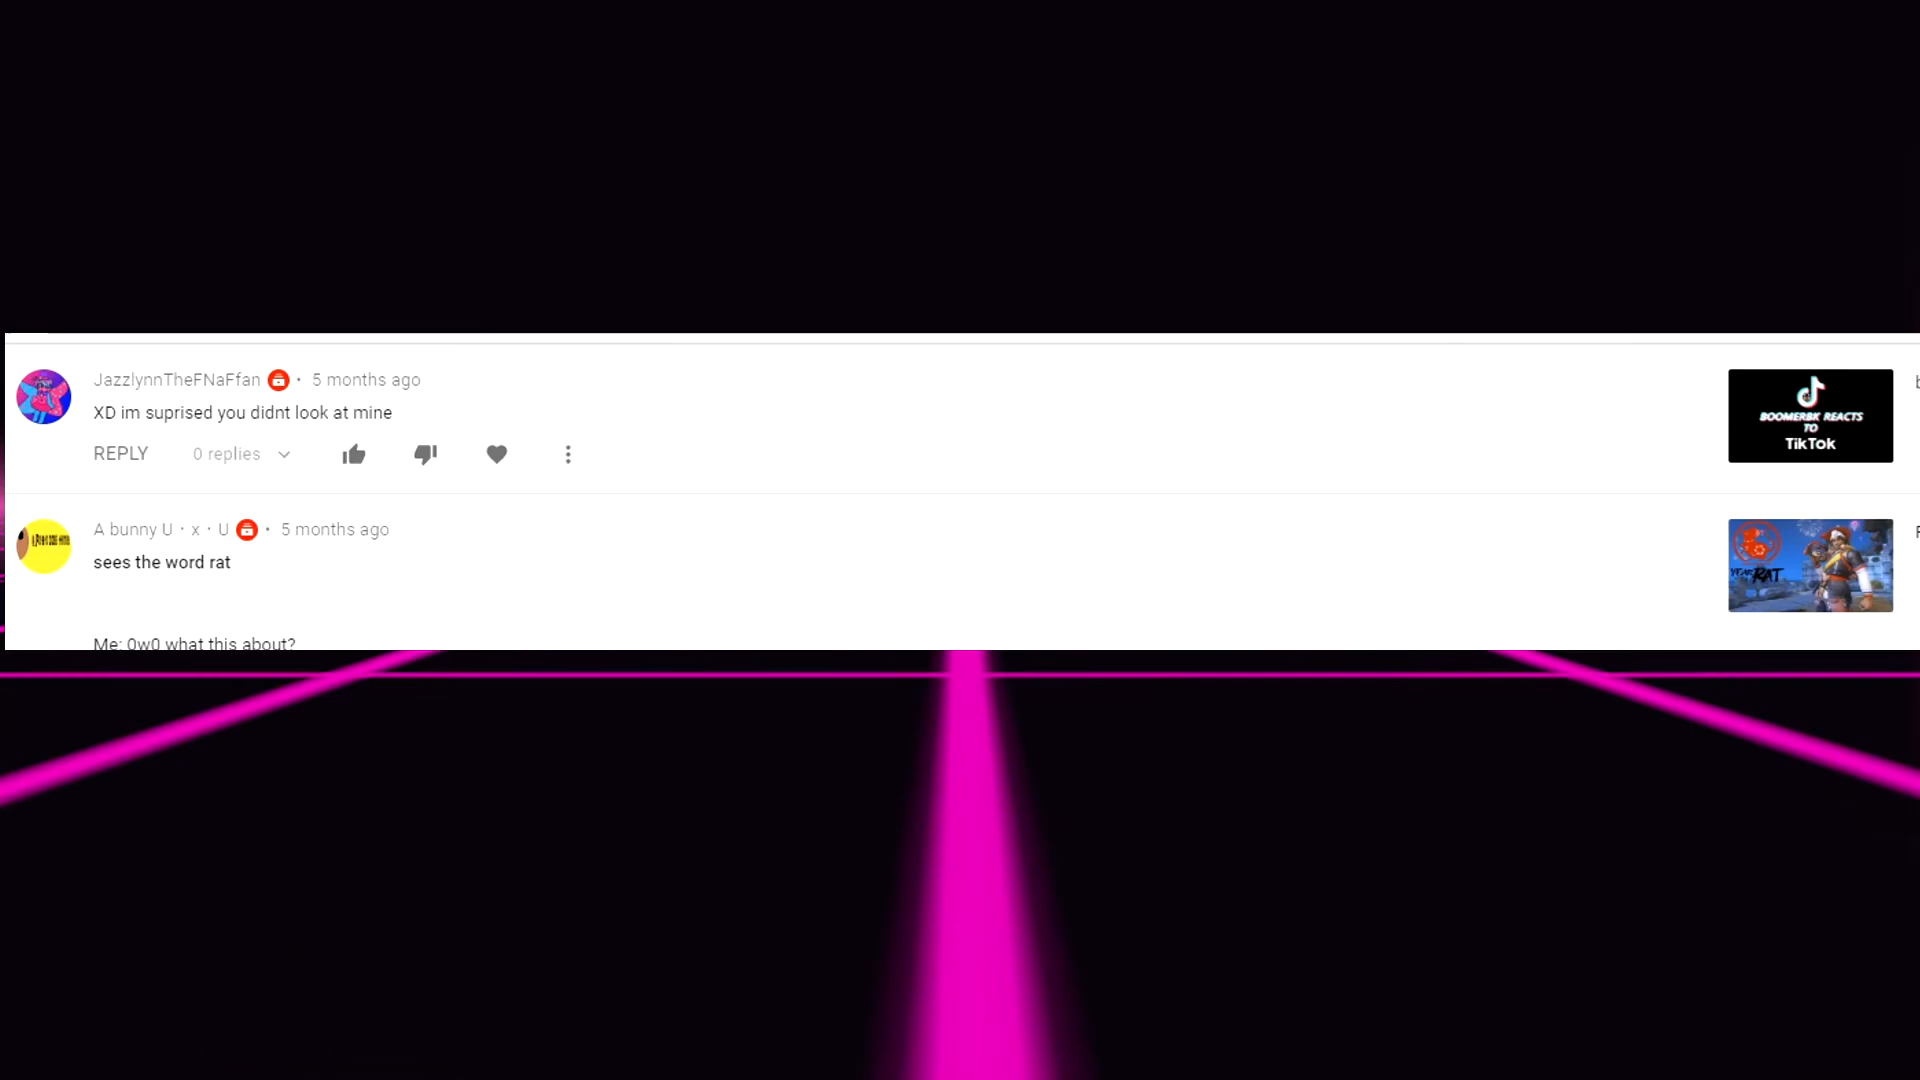 JazzlynnTheFNaFfan • 5 months ago
XD im suprised you didnt look at mine
REPLY 0 replies
BOOMERBK REACTS
TO
TikTok
A bunny U · x · U • 5 months ago
sees the word rat
RAT
Me: 0w0 what this about?